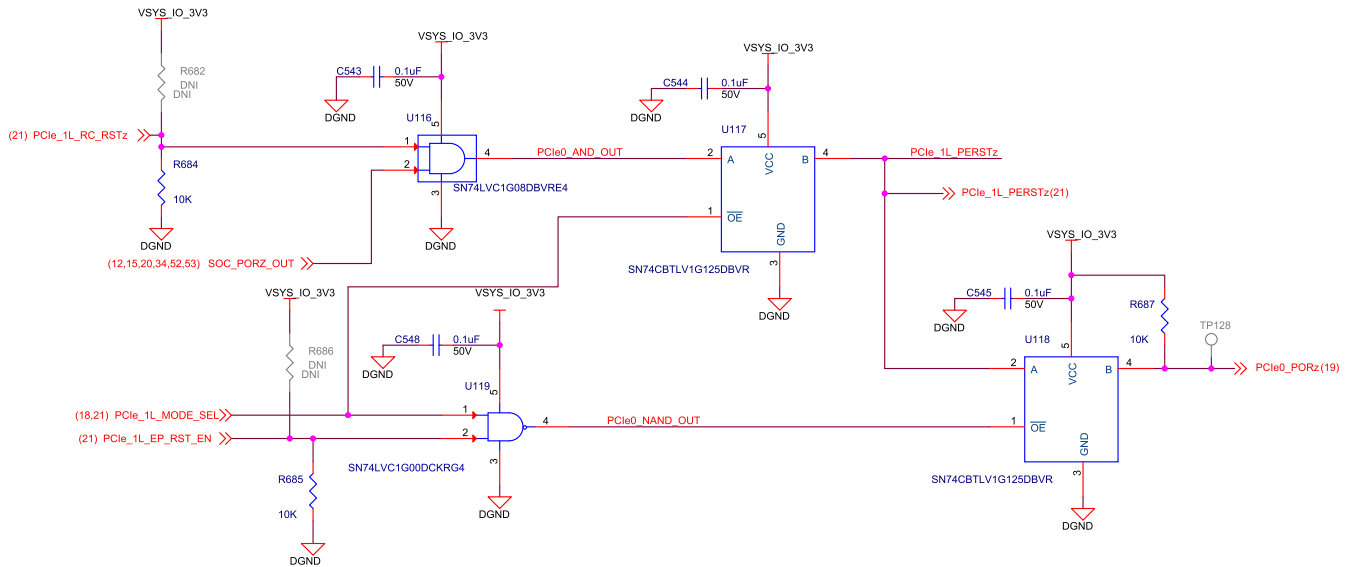 VSYS_IO_3V3
R682
DNI
DNI
(21) PCIe_1L_RC_RSTz
R684
10K
DGND
(12,15,20,34,52,53) SOC_PORZ_OUT
VSYS_IO_3V3
C543
0.1uF
50V
DGND
U116
5
1
2
4
3
SN74LVC1G08DBVRE4
DGND
PCIe0_AND_OUT
VSYS_IO_3V3
C544
0.1uF
50V
DGND
U117
5
2
A
VCC
B
4
1
OE
GND
3
SN74CBTLV1G125DBVR
DGND
PCIe_1L_PERSTz
PCIe_1L_PERSTz(21)
VSYS_IO_3V3
R686
DNI
DNI
(18,21) PCIe_1L_MODE_SEL
(21) PCIe_1L_EP_RST_EN
R685
10K
DGND
VSYS_IO_3V3
C548
0.1uF
50V
DGND
U119
5
1
2
4
3
SN74LVC1G00DCKRG4
DGND
PCIe0_NAND_OUT
VSYS_IO_3V3
C545
0.1uF
50V
DGND
R687
10K
TP128
U118
5
2
A
VCC
B
4
1
OE
GND
3
SN74CBTLV1G125DBVR
DGND
PCIe0_PORz(19)